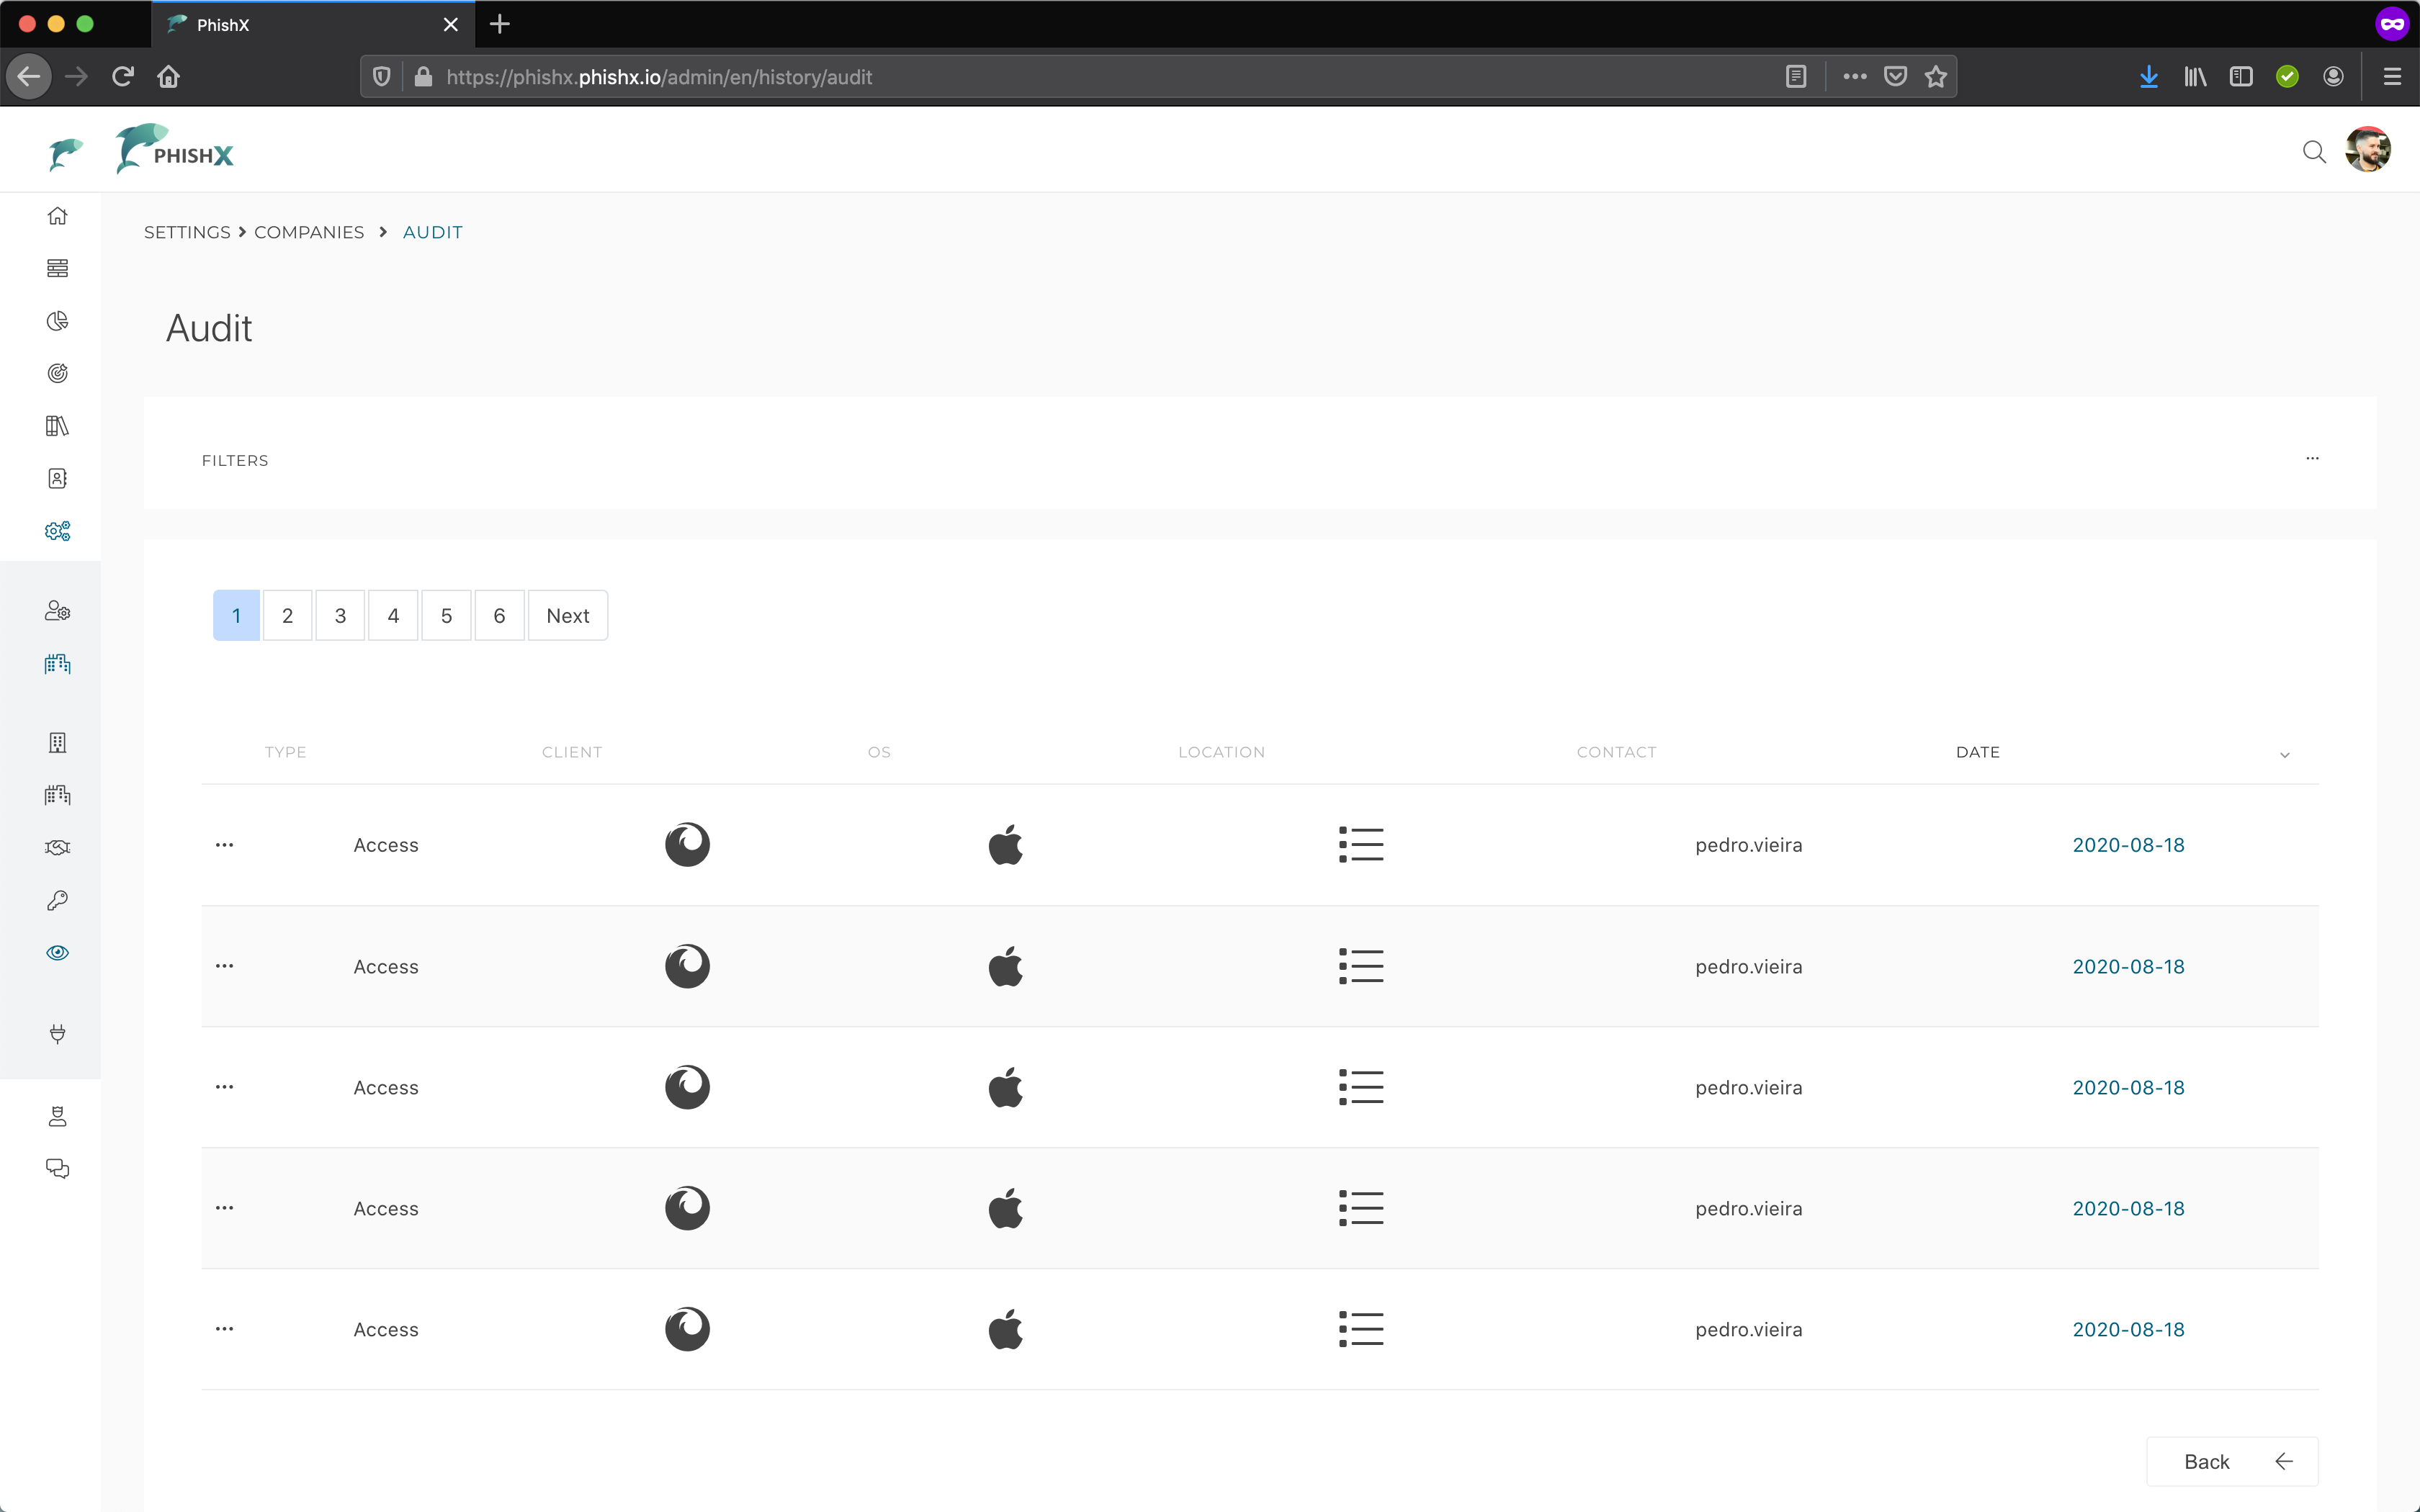 PhishX
https://phishx.phishx.io/admin/en/history/audit
PHISHX
SETTINGS COMPANIES AUDIT
Audit
FILTERS
1 2 3 4 5 6 Next
TYPE CLIENT OS LOCATION CONTACT DATE
Access pedro.vieira 2020-08-18
Access pedro.vieira 2020-08-18
Access pedro.vieira 2020-08-18
Access pedro.vieira 2020-08-18
Access pedro.vieira 2020-08-18
Back